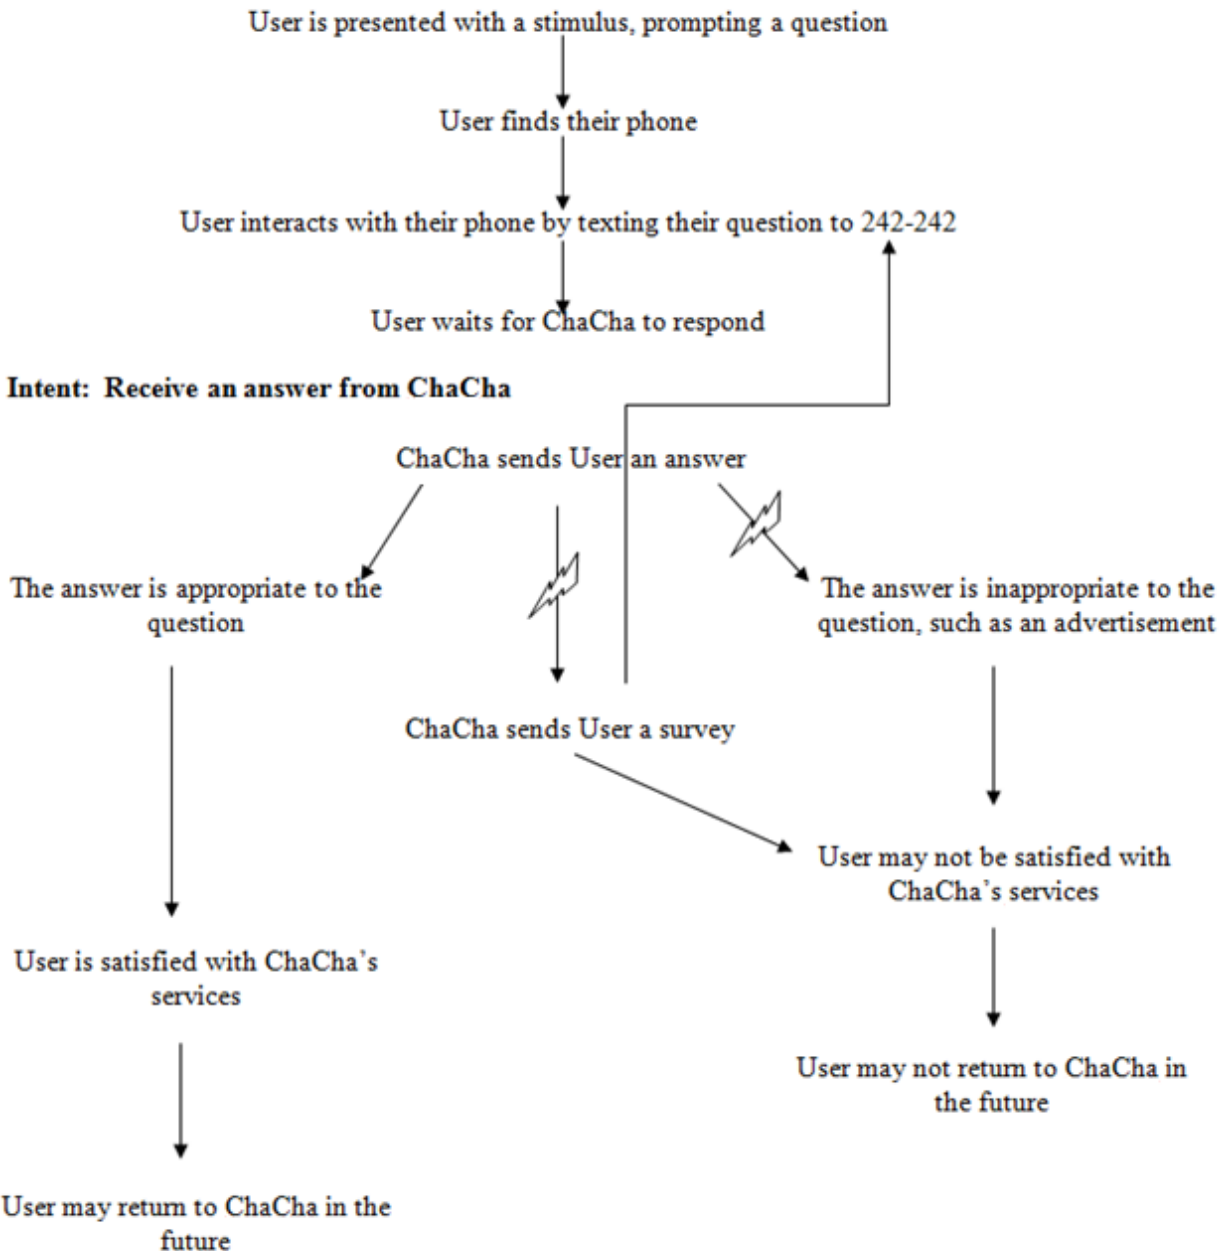 User is presented with a stimulus, prompting a question
User finds their phone
User interacts with their phone by texting their question to 242-242
User waits for ChaCha to respond
Intent:  Receive an answer from ChaCha
ChaCha sends User an answer
The answer is appropriate to the
question
The answer is inappropriate to the
question, such as an advertisement
ChaCha sends User a survey
User may not be satisfied with
ChaCha’s services
User is satisfied with ChaCha’s
services
User may not return to ChaCha in
the future
User may return to ChaCha in the
future